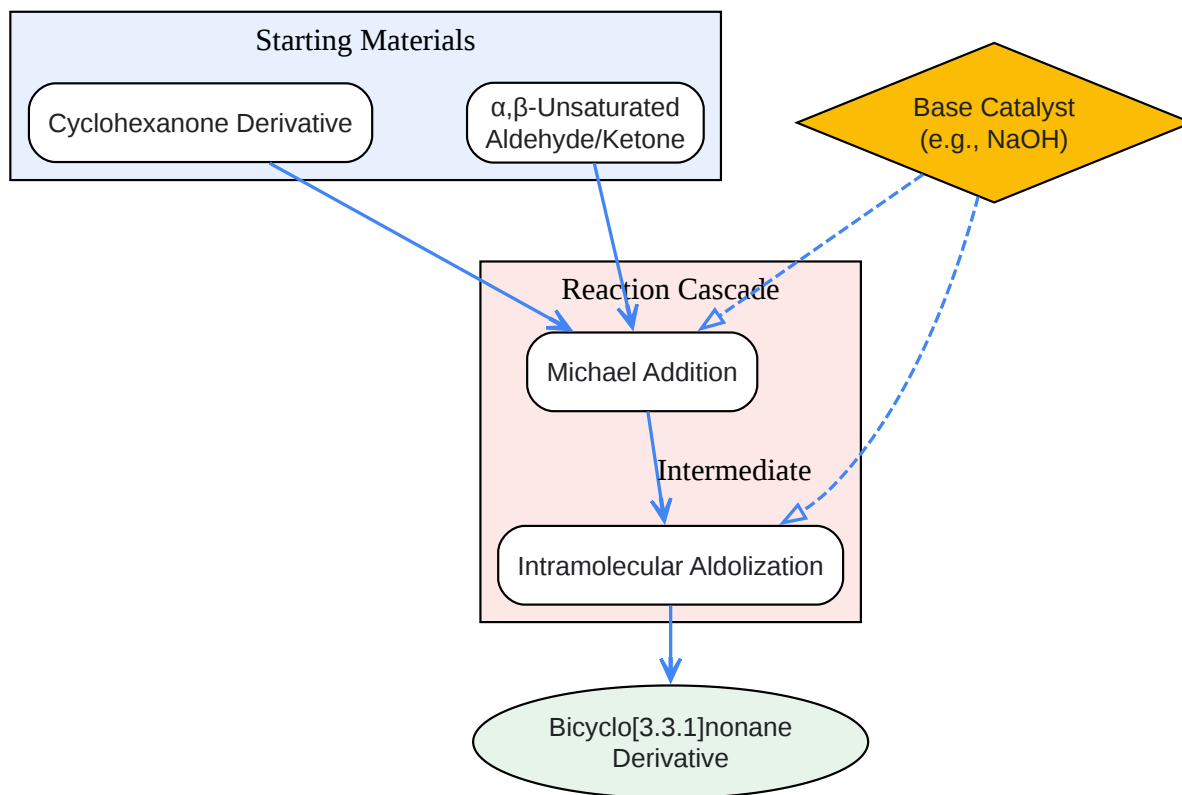 Starting Materials
Cyclohexanone Derivative
α,β-Unsaturated
Aldehyde/Ketone
Base Catalyst
(e.g., NaOH)
Reaction Cascade
Michael Addition
Intermediate
Intramolecular Aldolization
Bicyclo[3.3.1]nonane
Derivative